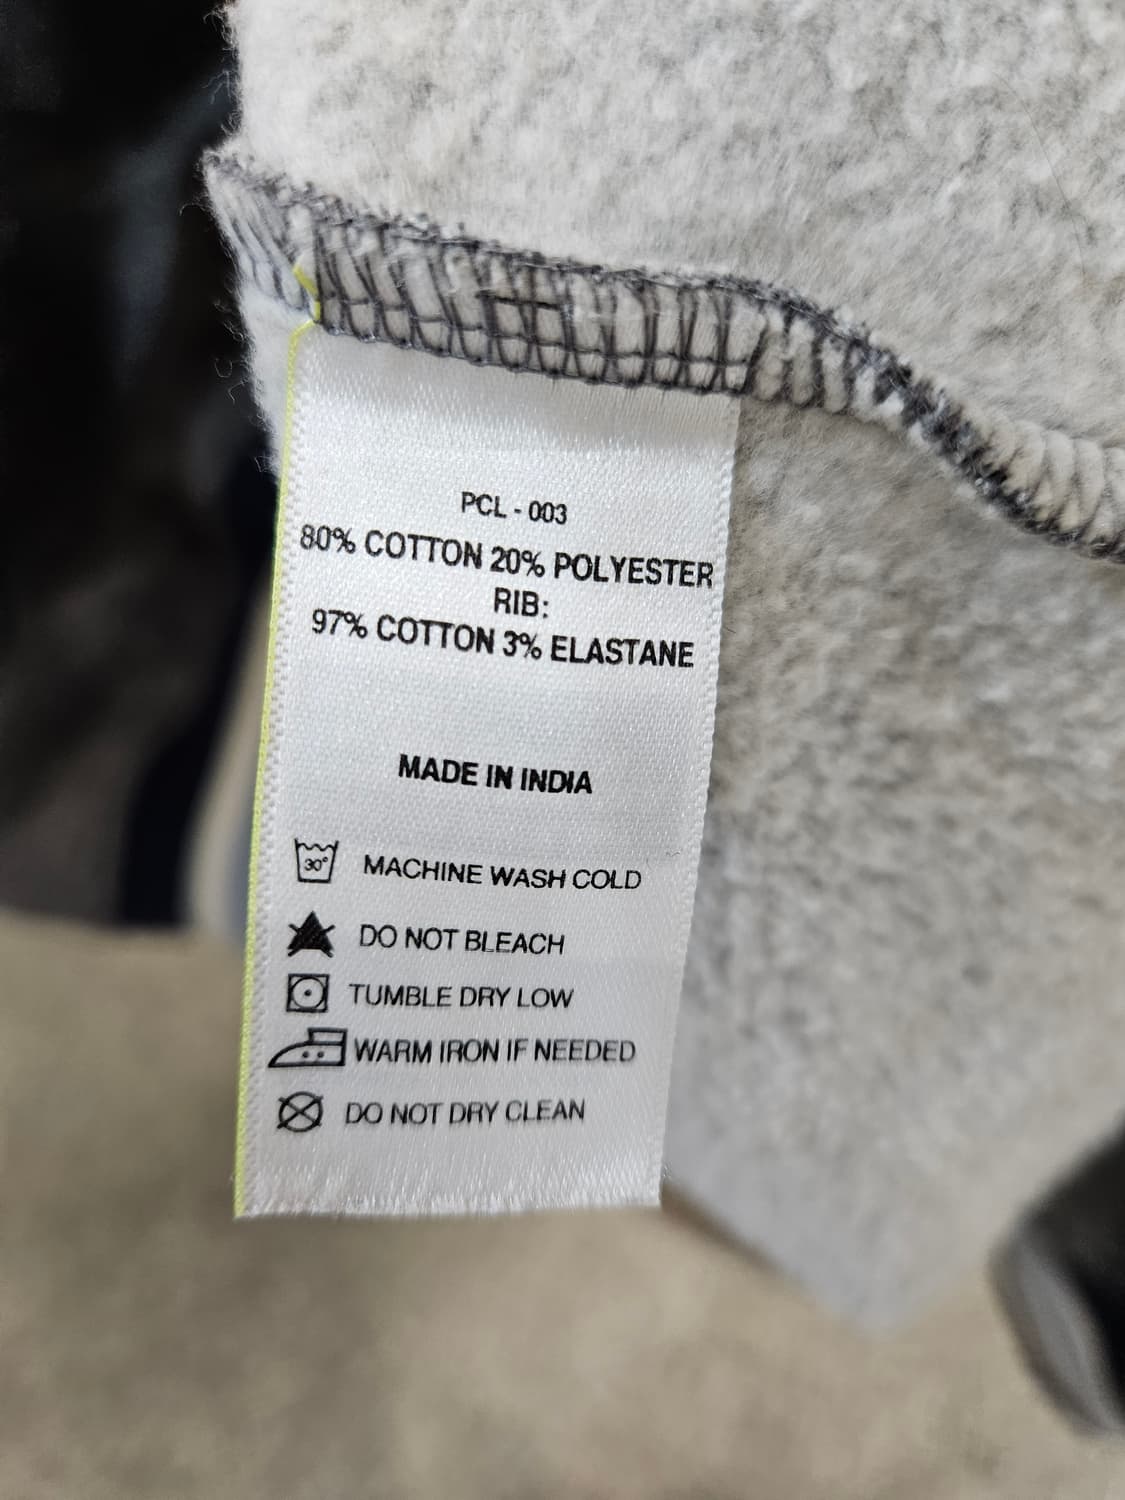 PCL - 003
80% COTTON 20% POLYESTER
RIB:
97% COTTON 3% ELASTANE
MADE IN INDIA
30° MACHINE WASH COLD
DO NOT BLEACH
TUMBLE DRY LOW
WARM IRON IF NEEDED
DO NOT DRY CLEAN